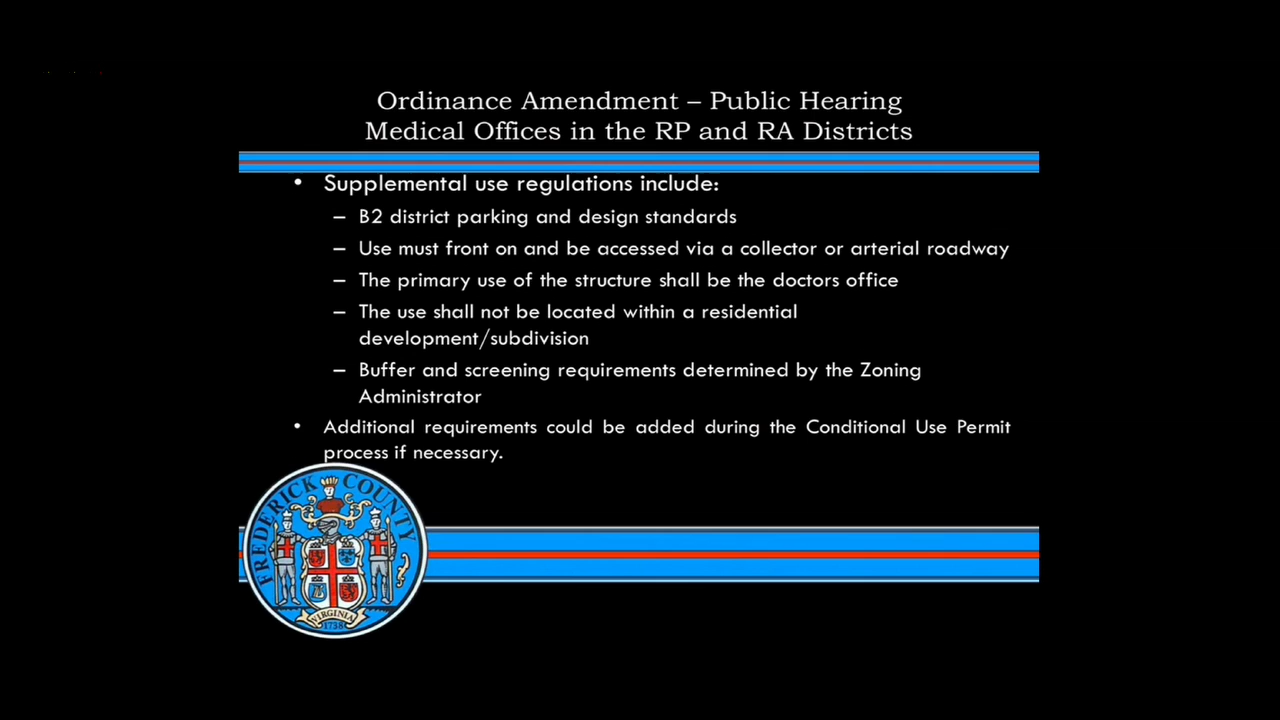 Ordinance Amendment – Public Hearing
Medical Offices in the RP and RA Districts
• Supplemental use regulations include:
– B2 district parking and design standards
– Use must front on and be accessed via a collector or arterial roadway
– The primary use of the structure shall be the doctors office
– The use shall not be located within a residential
development/subdivision
– Buffer and screening requirements determined by the Zoning
Administrator
• Additional requirements could be added during the Conditional Use Permit
process if necessary.
FREDERICK COUNTY
VIRGINIA
1738